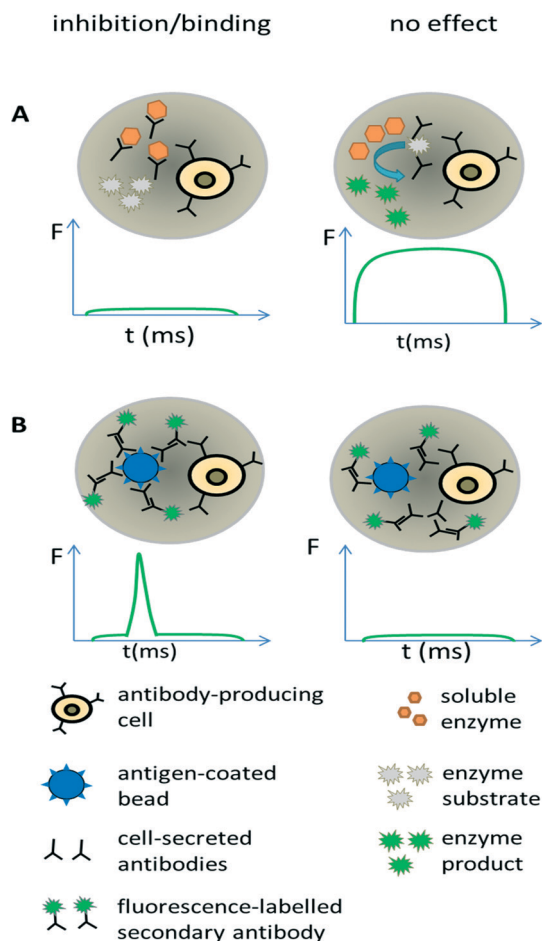 inhibition/binding
no effect
A
F
t (ms)
F
t(ms)
B
F
t(ms)
F
t (ms)
antibody-producing
cell
antigen-coated
bead
cell-secreted
antibodies
fluorescence-labelled
secondary antibody
soluble
enzyme
enzyme
substrate
enzyme
product